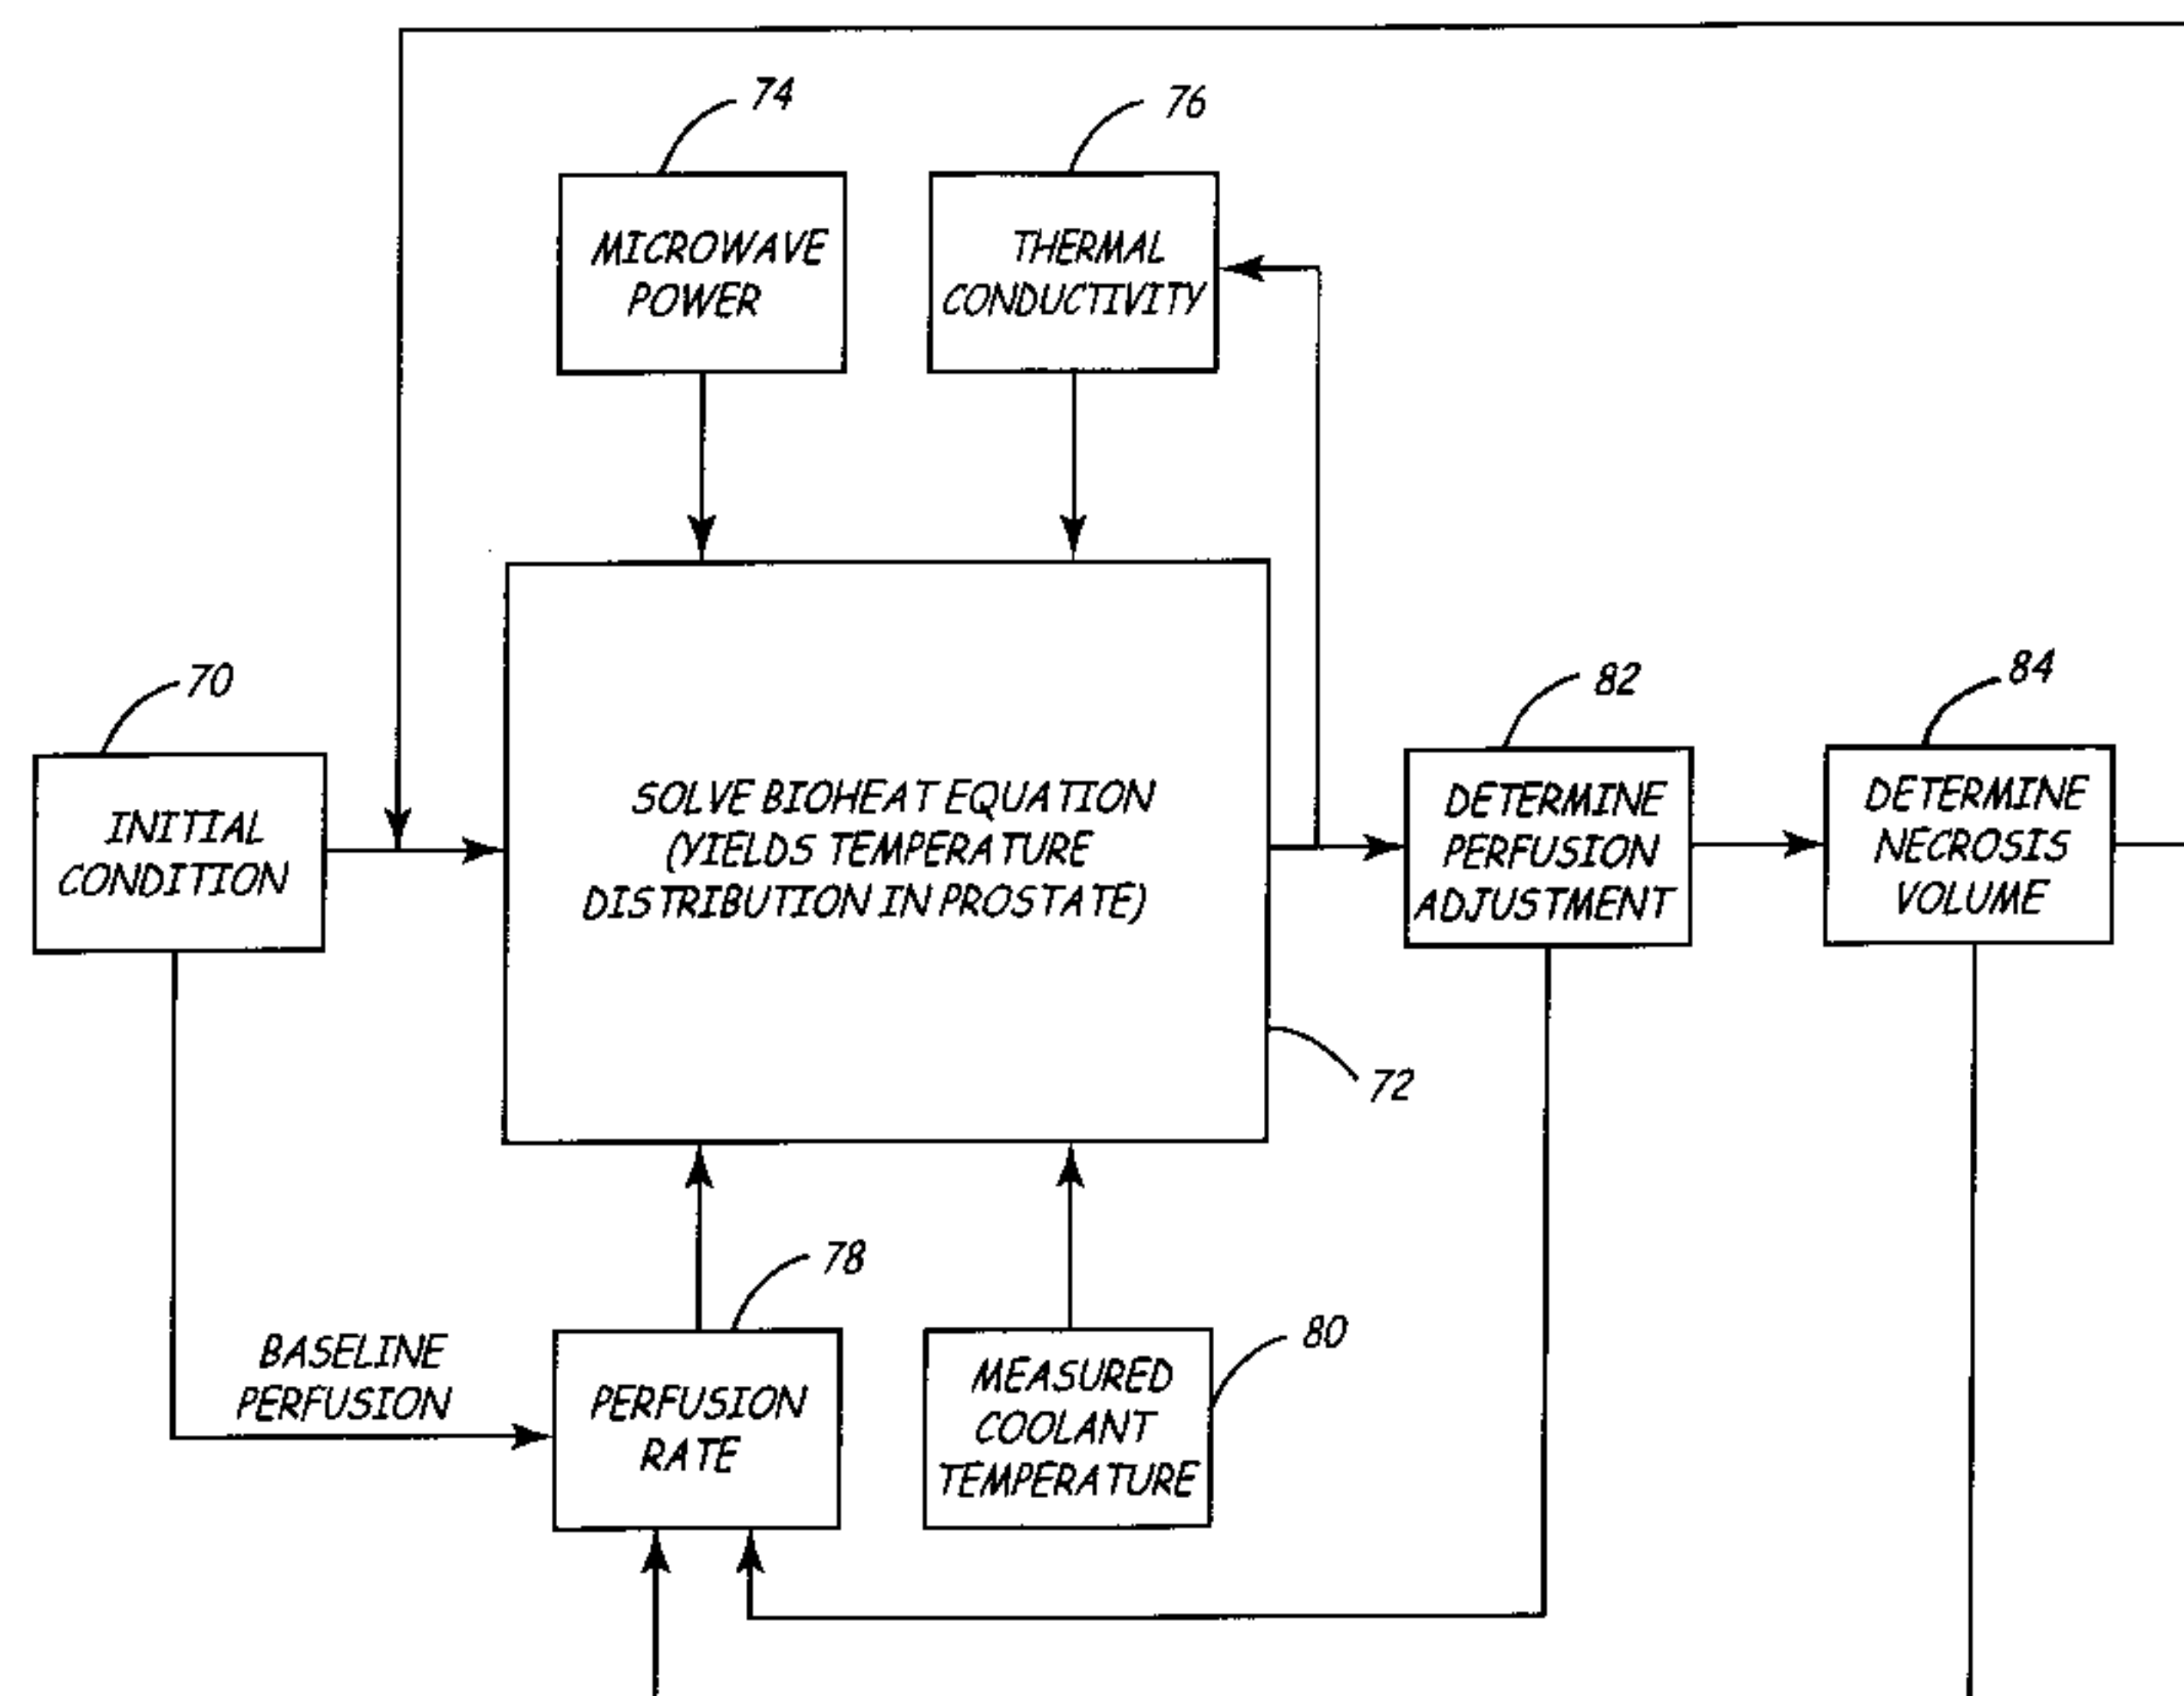 74
76
MICROWAVE
POWER
THERMAL
CONDUCTIVITY
70
82
84
INITIAL
CONDITION
SOLVE BIOHEAT EQUATION
(YIELDS TEMPERATURE
DISTRIBUTION IN PROSTATE)
DETERMINE
PERFUSION
ADJUSTMENT
DETERMINE
NECROSIS
VOLUME
72
78
80
BASELINE
PERFUSION
PERFUSION
RATE
MEASURED
COOLANT
TEMPERATURE